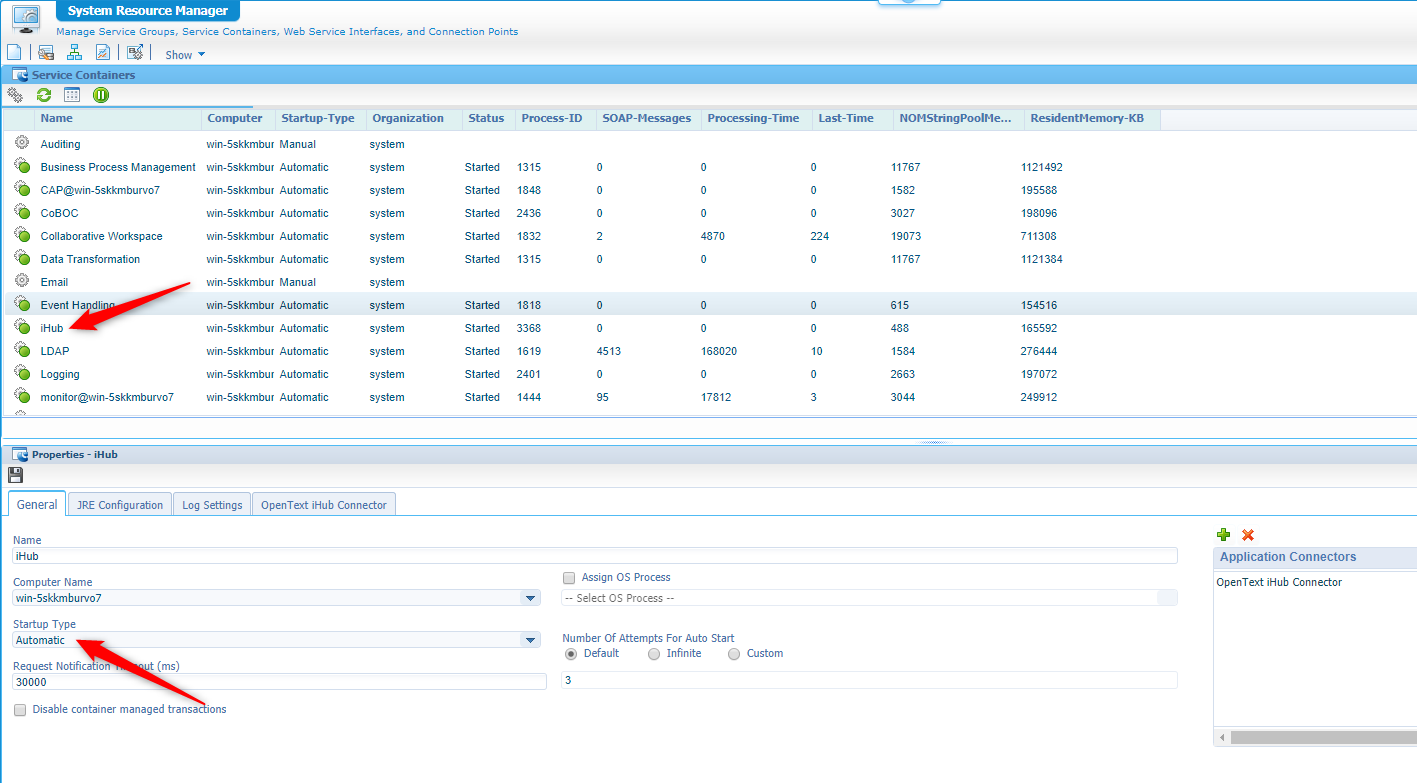 System Resource Manager
Manage Service Groups, Service Containers, Web Service Interfaces, and Connection Points
Show
Service Containers
Name Computer Startup-Type Organization Status Process-ID SOAP-Messages Processing-Time Last-Time NOMStringPoolMe... ResidentMemory-KB
Auditing win-5skkmbur Manual system
Business Process Management win-5skkmbur Automatic system Started 1315 0 0 0 11767 1121492
CAP@win-5skkmburvo7 win-5skkmbur Automatic system Started 1848 0 0 0 1582 195588
CoBOC win-5skkmbur Automatic system Started 2436 0 0 0 3027 198096
Collaborative Workspace win-5skkmbur Automatic system Started 1832 2 4870 224 19073 711308
Data Transformation win-5skkmbur Automatic system Started 1315 0 0 0 11767 1121384
Email win-5skkmbur Manual system
Event Handling win-5skkmbur Automatic system Started 1818 0 0 0 615 154516
iHub win-5skkmbur Automatic system Started 3368 0 0 0 488 165592
LDAP win-5skkmbur Automatic system Started 1619 4513 168020 10 1584 276444
Logging win-5skkmbur Automatic system Started 2401 0 0 0 2663 197072
monitor@win-5skkmburvo7 win-5skkmbur Automatic system Started 1444 95 17812 3 3044 249912
Properties - iHub
General JRE Configuration Log Settings OpenText iHub Connector
Name
iHub
Computer Name
win-5skkmburvo7
Assign OS Process
-- Select OS Process --
Startup Type
Automatic
Number Of Attempts For Auto Start
Default Infinite Custom
3
Request Notification Timeout (ms)
30000
Disable container managed transactions
Application Connectors
OpenText iHub Connector